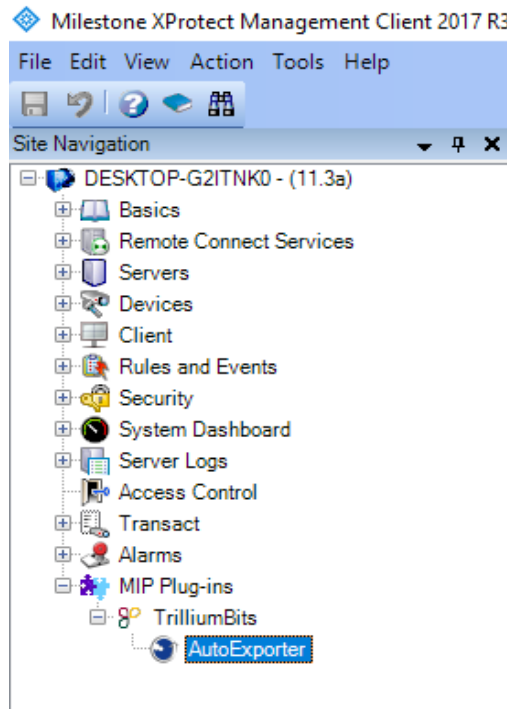 Milestone XProtect Management Client 2017 R3
File Edit View Action Tools Help
Site Navigation
DESKTOP-G2ITNK0 - (11.3a)
Basics
Remote Connect Services
Servers
Devices
Client
Rules and Events
Security
System Dashboard
Server Logs
Access Control
Transact
Alarms
MIP Plug-ins
TrilliumBits
AutoExporter